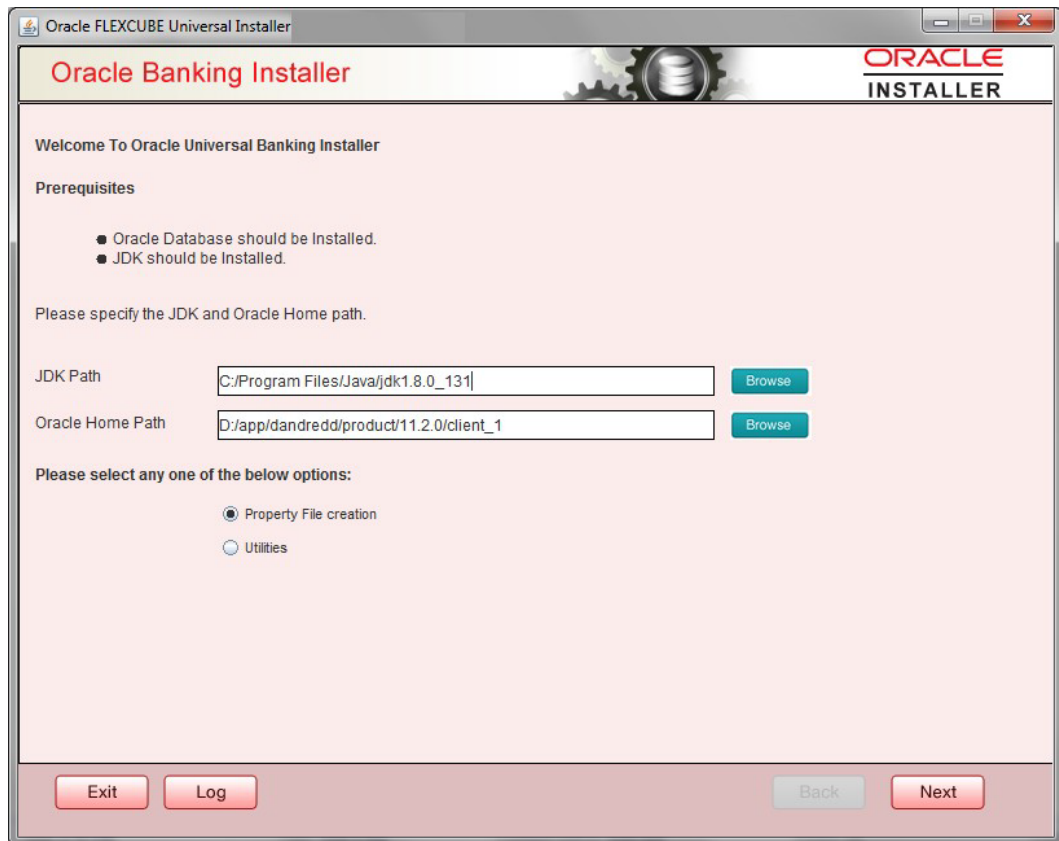 Oracle FLEXCUBE Universal Installer
Oracle Banking Installer
ORACLE
INSTALLER
Welcome To Oracle Universal Banking Installer
Prerequisites
Oracle Database should be Installed.
JDK should be Installed.
Please specify the JDK and Oracle Home path.
JDK Path C:/Program Files/Java/jdk1.8.0_131 Browse
Oracle Home Path D:/app/dandredd/product/11.2.0/client_1 Browse
Please select any one of the below options:
Property File creation
Utilities
Exit Log Back Next